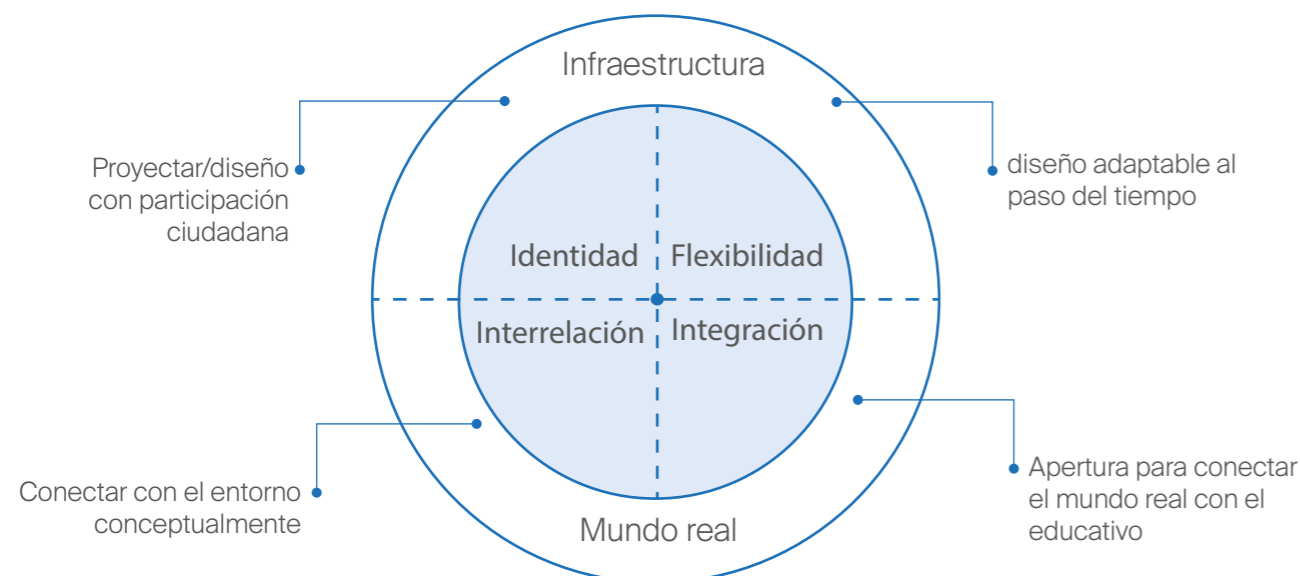 Infraestructura
Proyectar/diseño
con participación
ciudadana
diseño adaptable al
paso del tiempo
Identidad
Flexibilidad
Interrelación
Integración
Conectar con el entorno
conceptualmente
Apertura para conectar
el mundo real con el
educativo
Mundo real